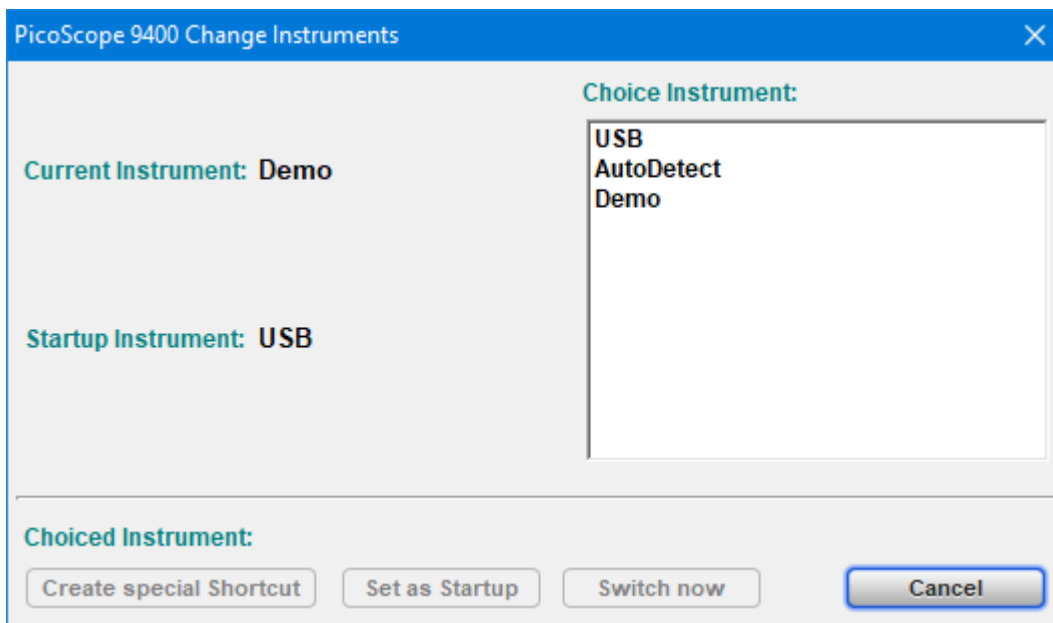 PicoScope 9400 Change Instruments
Choice Instrument:
USB
AutoDetect
Demo
Current Instrument: Demo
Startup Instrument: USB
Choiced Instrument:
Create special Shortcut
Set as Startup
Switch now
Cancel